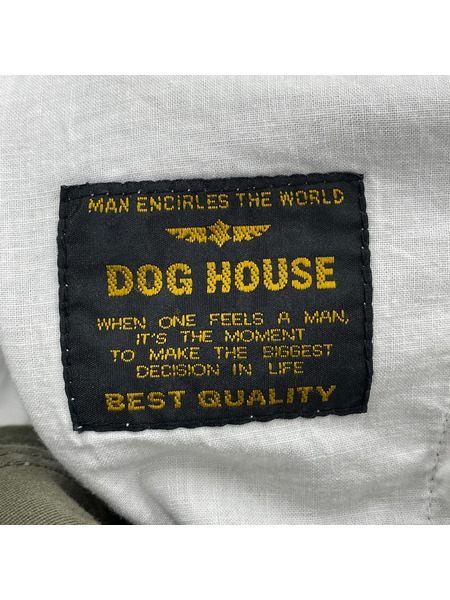 MAN ENCIRLES THE WORLD
DOG HOUSE
WHEN ONE FEELS A MAN,
IT'S THE MOMENT
TO MAKE THE BIGGEST
DECISION IN LIFE
BEST QUALITY